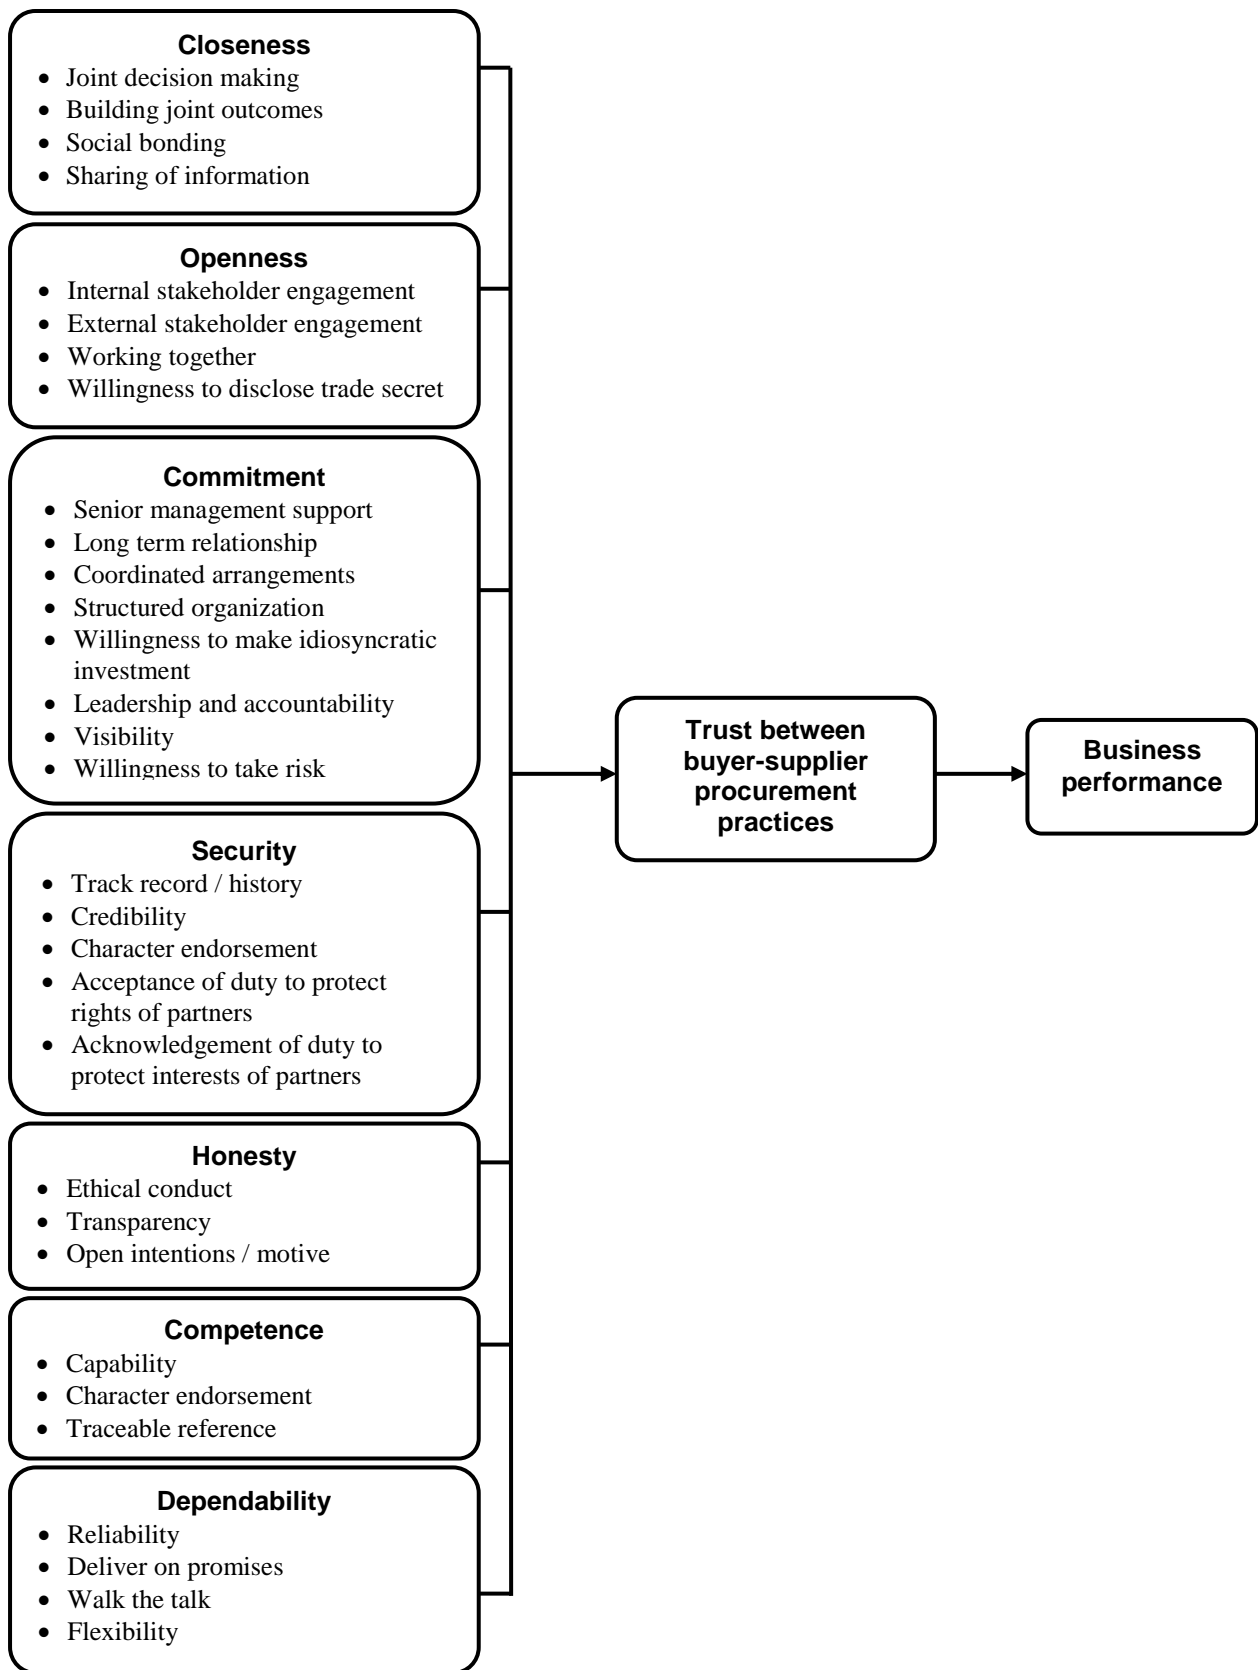 Closeness
• Joint decision making
• Building joint outcomes
• Social bonding
• Sharing of information
Openness
• Internal stakeholder engagement
• External stakeholder engagement
• Working together
• Willingness to disclose trade secret
Commitment
• Senior management support
• Long term relationship
• Coordinated arrangements
• Structured organization
• Willingness to make idiosyncratic
investment
• Leadership and accountability
• Visibility
• Willingness to take risk
Security
• Track record / history
• Credibility
• Character endorsement
• Acceptance of duty to protect
rights of partners
• Acknowledgement of duty to
protect interests of partners
Honesty
• Ethical conduct
• Transparency
• Open intentions / motive
Competence
• Capability
• Character endorsement
• Traceable reference
Dependability
• Reliability
• Deliver on promises
• Walk the talk
• Flexibility
Trust between
buyer-supplier
procurement
practices
Business
performance